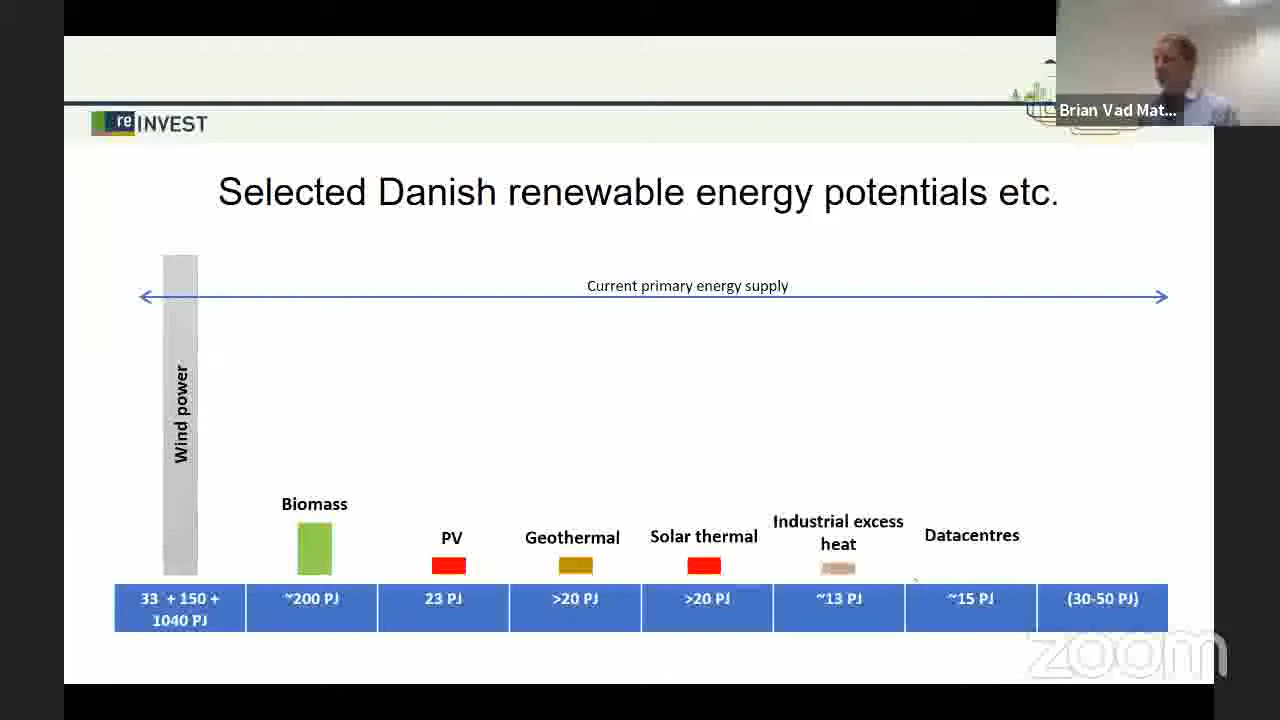 Brian Vad Mat...
re INVEST
Selected Danish renewable energy potentials etc.
Current primary energy supply
Wind power
Biomass
PV
Geothermal
Solar thermal
Industrial excess
heat
Datacentres
33 + 150 +
1040 PJ
~200 PJ
23 PJ
>20 PJ
>20 PJ
~13 PJ
~15 PJ
(30-50 PJ)
zoom